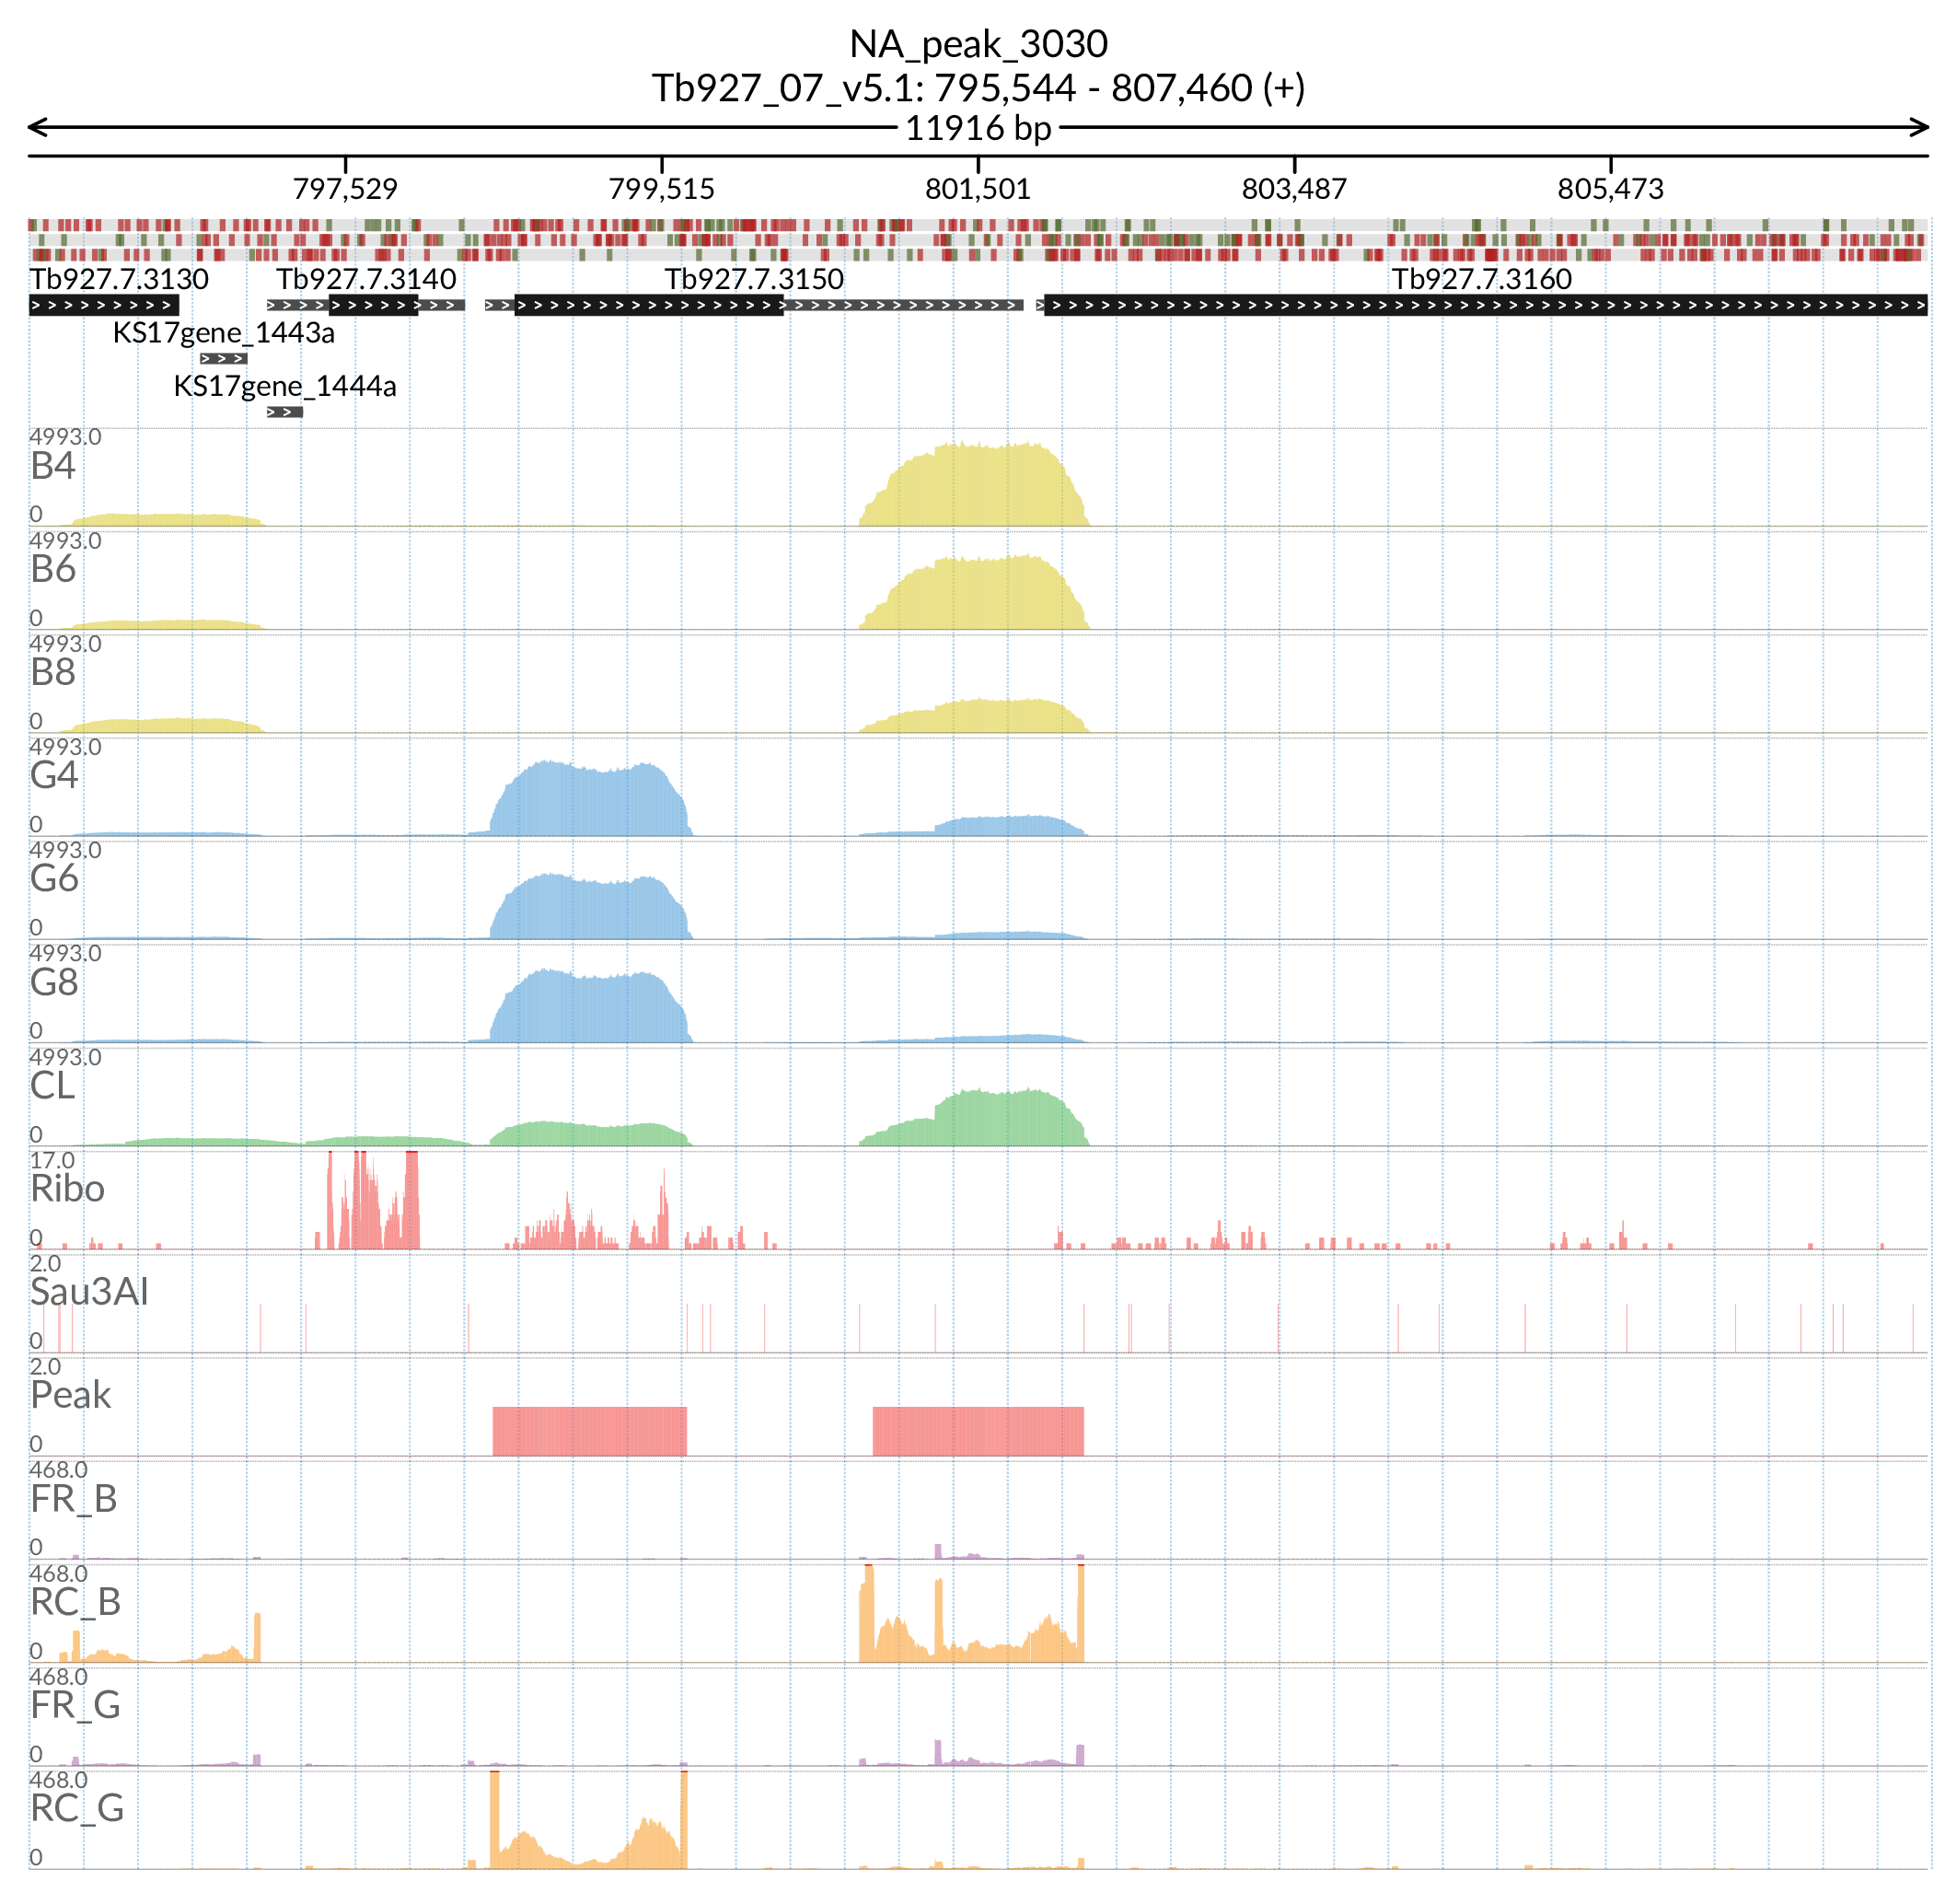 NA_peak_3030
Tb927_07_v5.1: 795,544 - 807,460 (+)
11916 bp
797,529 799,515 801,501 803,487 805,473
Tb927.7.3130 Tb927.7.3140 Tb927.7.3150 Tb927.7.3160
KS17gene_1443a
KS17gene_1444a
4993.0
B4
0
4993.0
B6
0
4993.0
B8
0
4993.0
G4
0
4993.0
G6
0
4993.0
G8
0
4993.0
CL
0
17.0
Ribo
0
2.0
Sau3AI
0
2.0
Peak
0
468.0
FR_B
0
468.0
RC_B
0
468.0
FR_G
0
468.0
RC_G
0